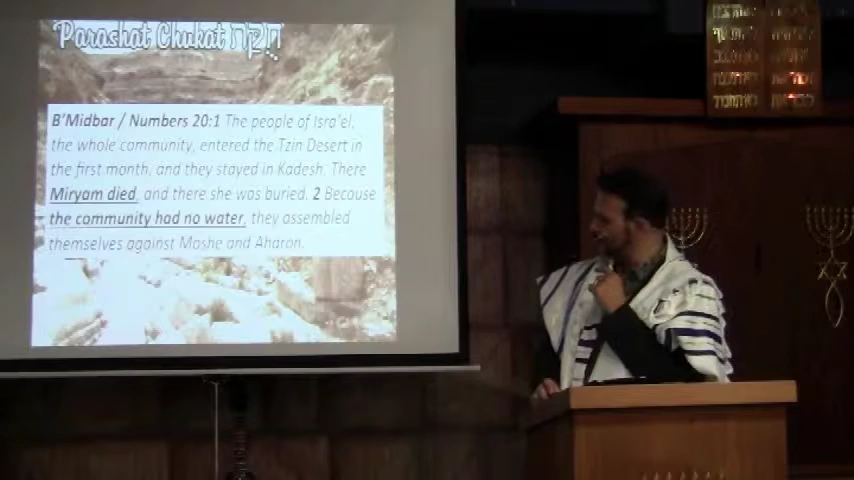 Parashat Chukat חֻקַּת
B'Midbar / Numbers 20:1 The people of Isra'el,
the whole community, entered the Tzin Desert in
the first month, and they stayed in Kadesh. There
Miryam died, and there she was buried. 2 Because
the community had no water, they assembled
themselves against Moshe and Aharon.